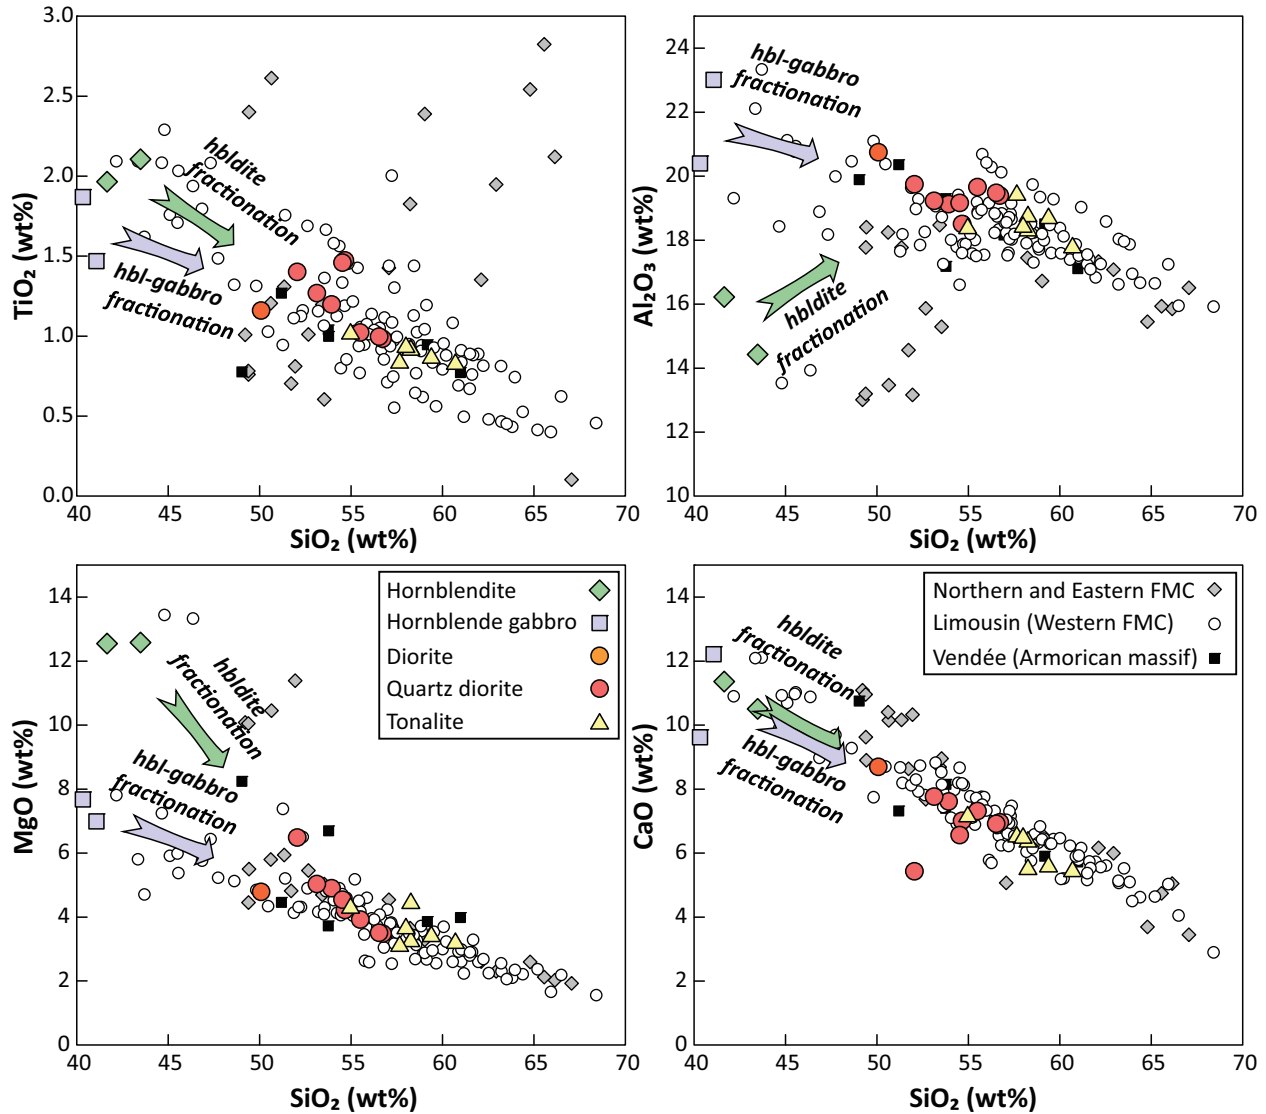 3.0
2.5
2.0
1.5
1.0
0.5
0.0
TiO₂ (wt%)
hbldite
fractionation
hbl-gabbro
fractionation
40
45
50
55
60
65
70
SiO₂ (wt%)
24
22
20
18
16
14
12
10
Al₂O₃ (wt%)
hbl-gabbro
fractionation
hbldite
fractionation
40
45
50
55
60
65
70
SiO₂ (wt%)
14
12
10
8
6
4
2
0
MgO (wt%)
hbldite
fractionation
hbl-gabbro
fractionation
Hornblendite
Hornblende gabbro
Diorite
Quartz diorite
Tonalite
40
45
50
55
60
65
70
SiO₂ (wt%)
14
12
10
8
6
4
2
0
CaO (wt%)
hbldite
fractionation
hbl-gabbro
fractionation
Northern and Eastern FMC
Limousin (Western FMC)
Vendée (Armorican massif)
40
45
50
55
60
65
70
SiO₂ (wt%)